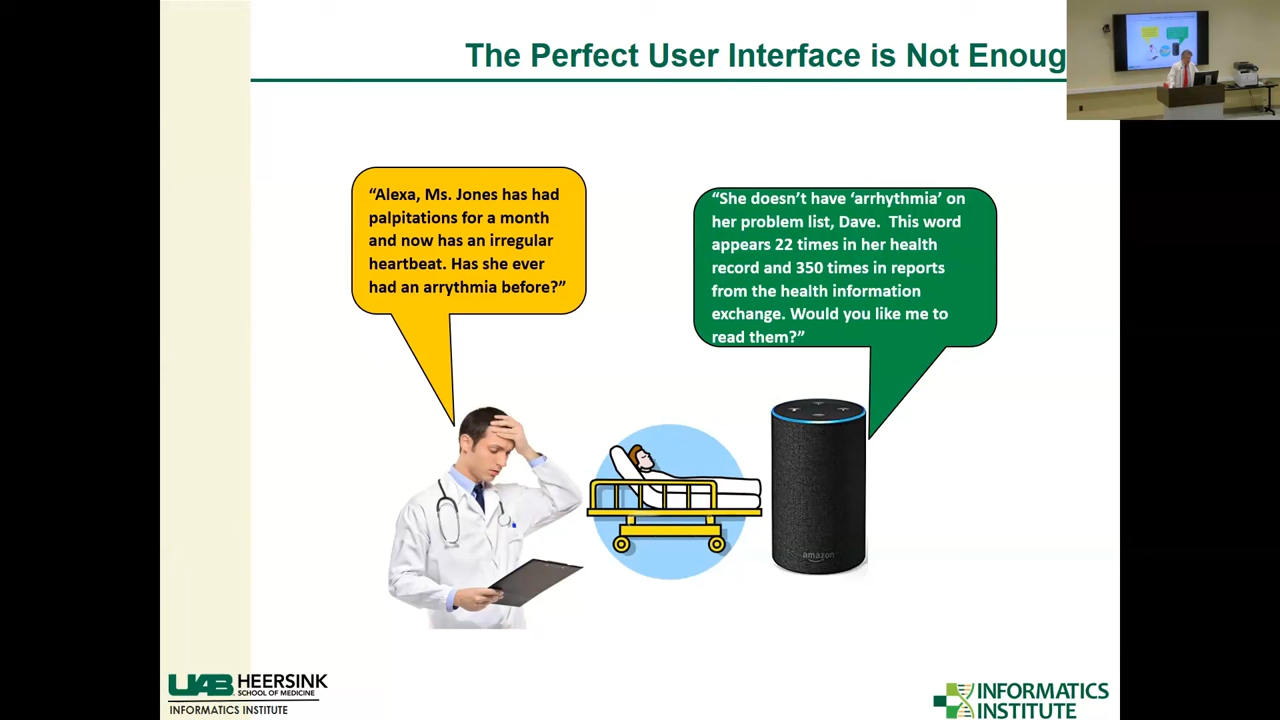 The Perfect User Interface is Not Enoug
“Alexa, Ms. Jones has had
palpitations for a month
and now has an irregular
heartbeat. Has she ever
had an arrythmia before?”
“She doesn’t have ‘arrhythmia’ on
her problem list, Dave.  This word
appears 22 times in her health
record and 350 times in reports
from the health information
exchange. Would you like me to
read them?”
amazon
UAB HEERSINK
SCHOOL OF MEDICINE
INFORMATICS INSTITUTE
INFORMATICS
INSTITUTE